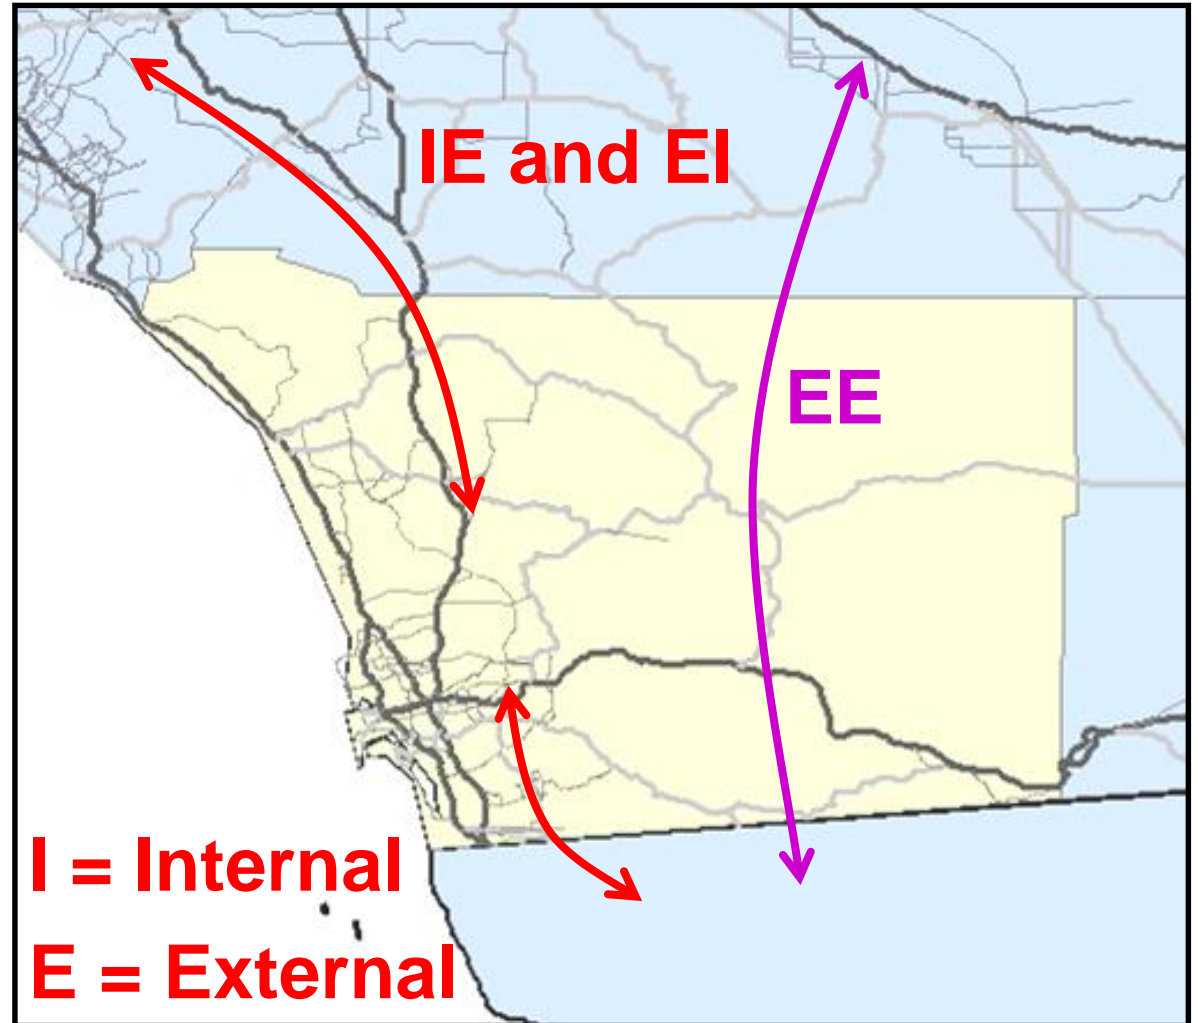 IE and EI
EE
I = Internal
E = External